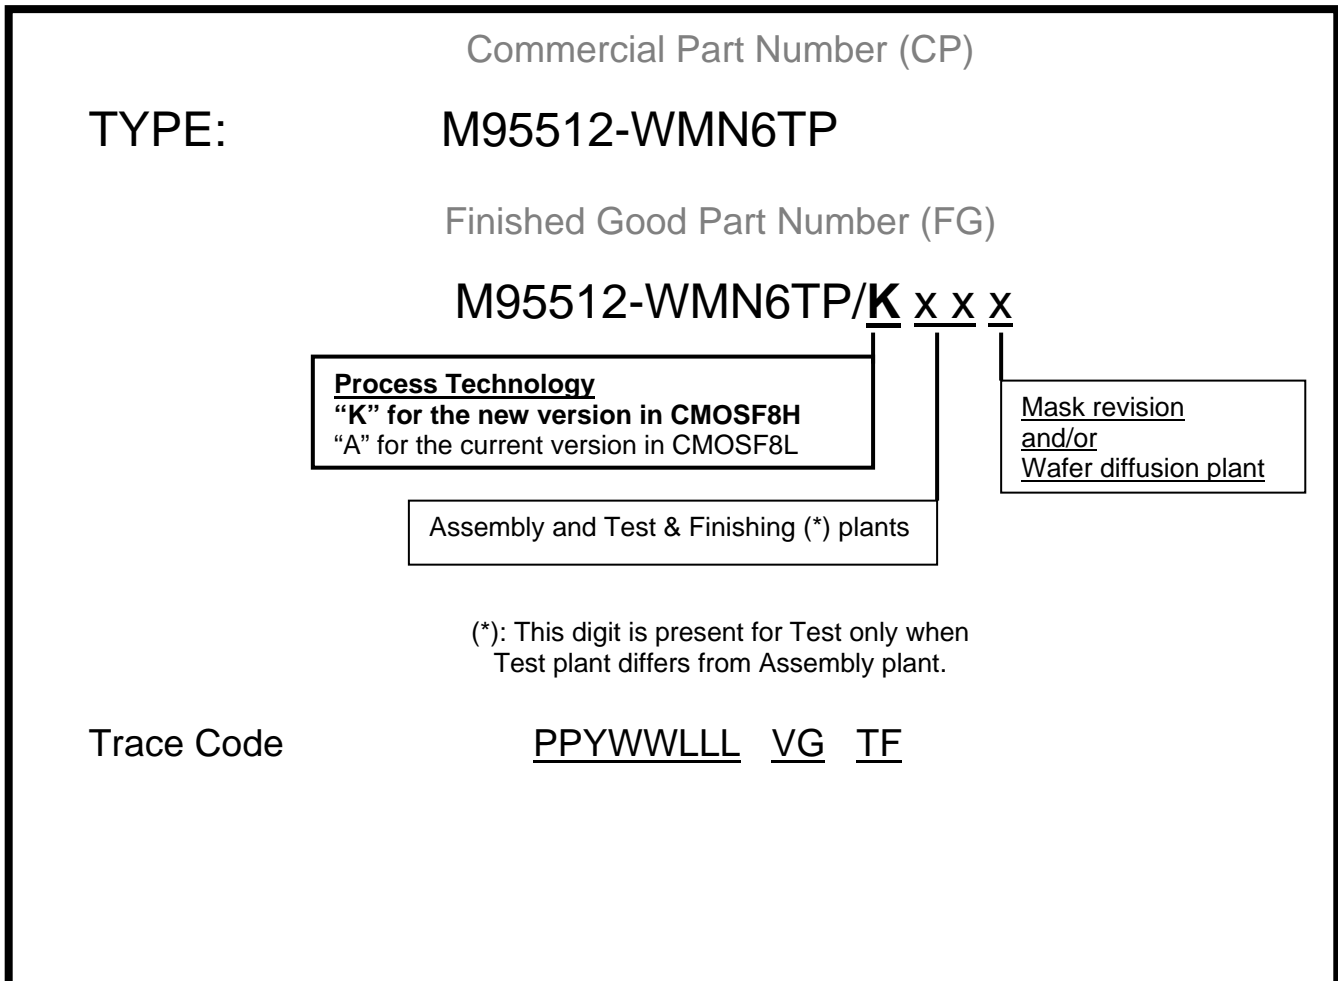 Commercial Part Number (CP)
TYPE: M95512-WMN6TP
Finished Good Part Number (FG)
M95512-WMN6TP/K x x x
Process Technology
“K” for the new version in CMOSF8H
“A” for the current version in CMOSF8L
Mask revision
and/or
Wafer diffusion plant
Assembly and Test & Finishing (*) plants
(*): This digit is present for Test only when
Test plant differs from Assembly plant.
Trace Code PPYWWLLL VG TF